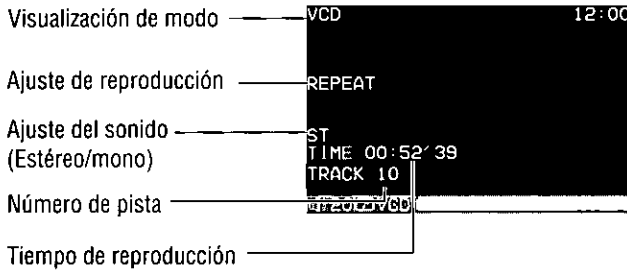 Visualización de modo
VCD 12:00
Ajuste de reproducción
REPEAT
Ajuste del sonido
(Estéreo/mono)
ST
TIME 00:52′39
TRACK 10
Número de pista
VCD
Tiempo de reproducción